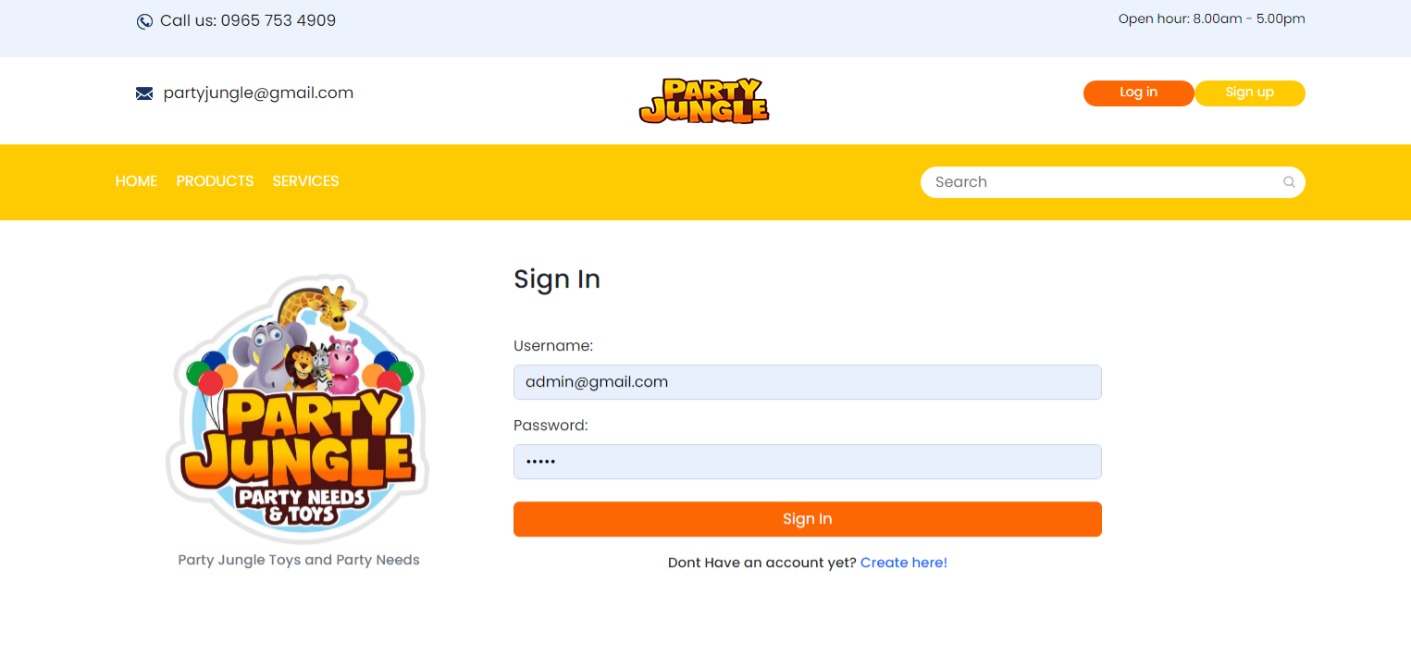 Call us: 0965 753 4909
Open hour: 8.00am - 5.00pm
partyjungle@gmail.com
PARTY
JUNGLE
Log in
Sign up
HOME PRODUCTS SERVICES
Search
PARTY
JUNGLE
PARTY NEEDS
& TOYS
Party Jungle Toys and Party Needs
Sign In
Username:
admin@gmail.com
Password:
•••••
Sign In
Dont Have an account yet? Create here!